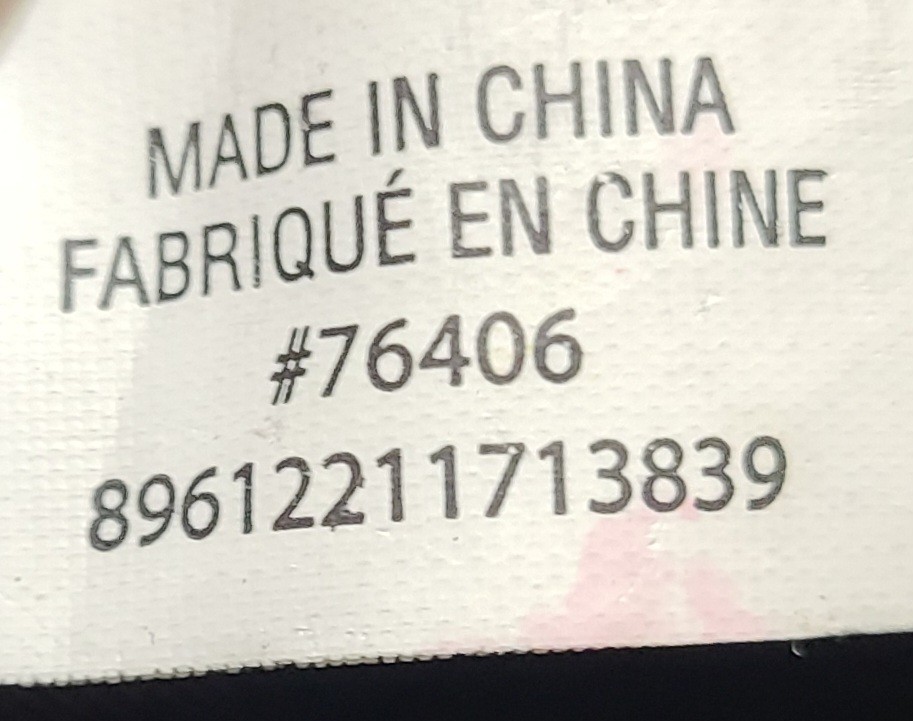 MADE IN CHINA
FABRIQUÉ EN CHINE
#76406
89612211713839